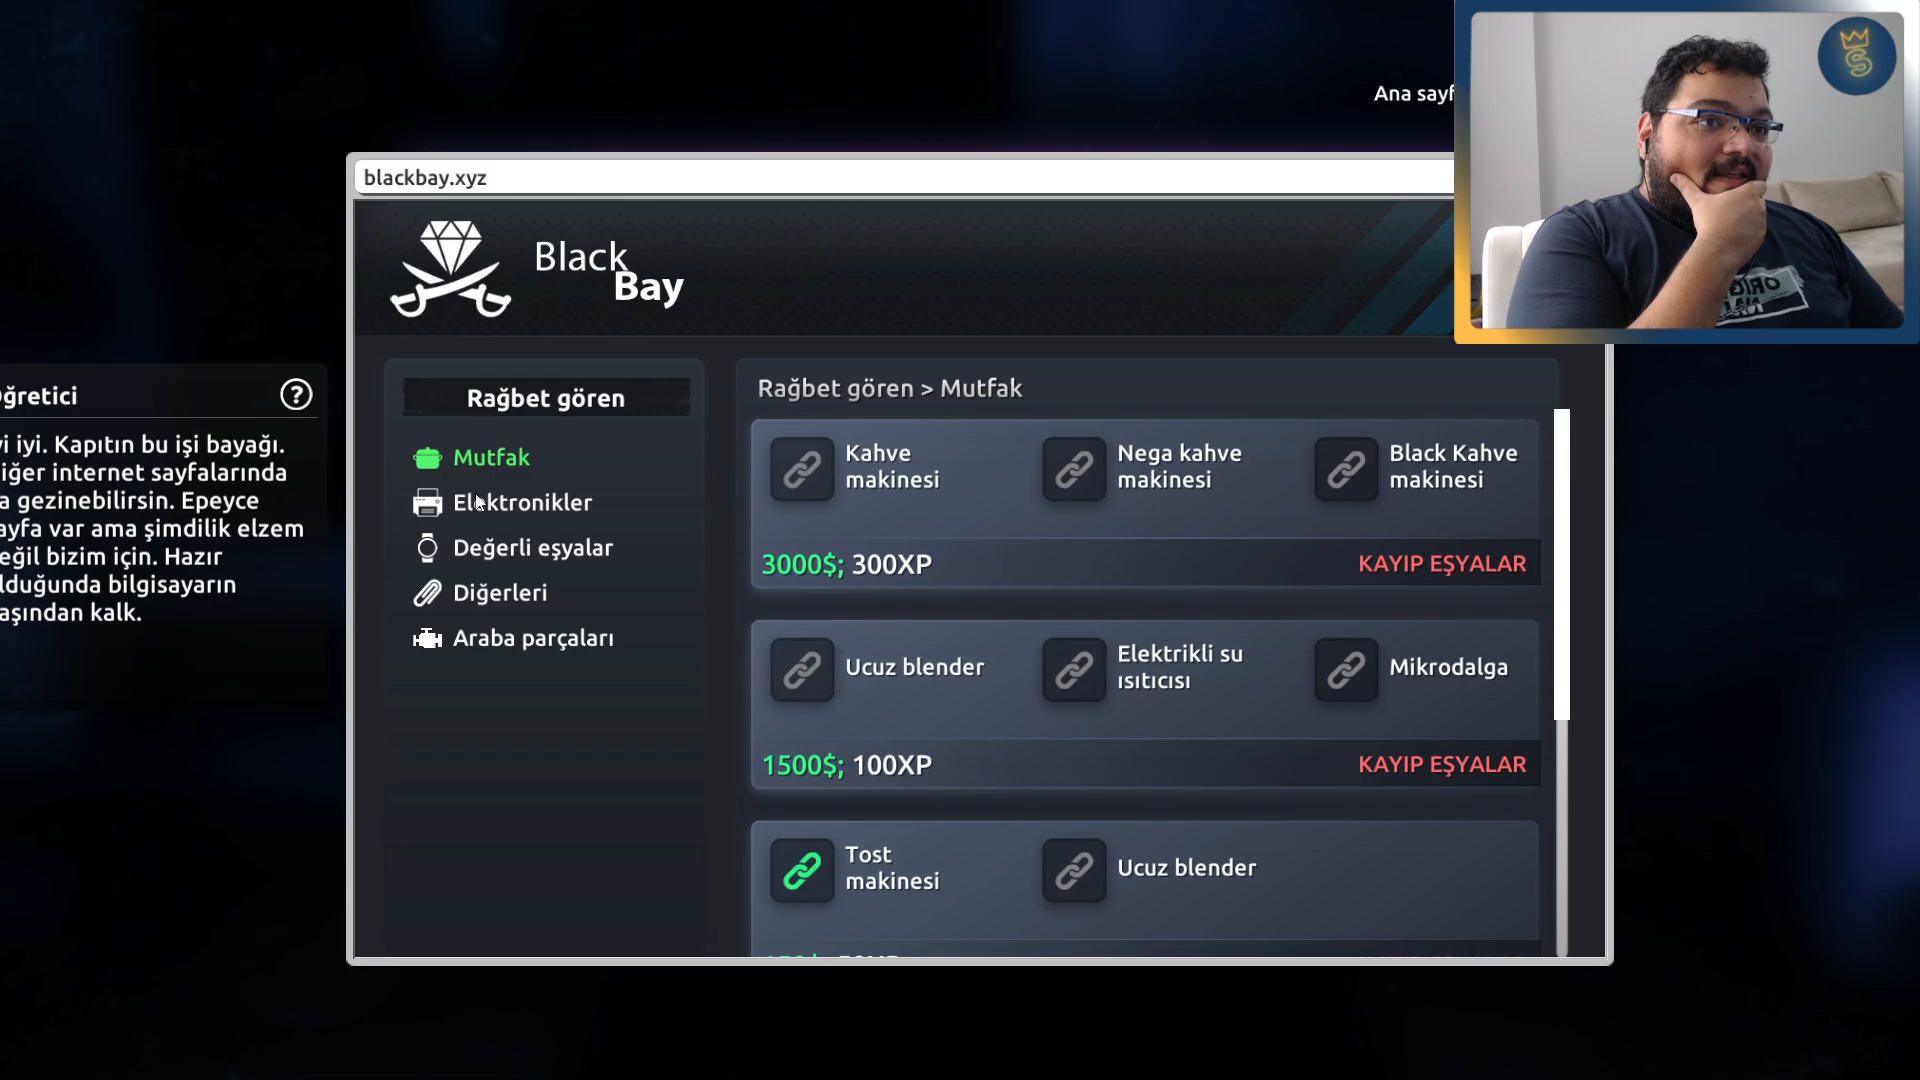 Ana sayf
blackbay.xyz
Black
Bay
ğretici
?
yi iyi. Kapıtın bu işi bayağı.
iğer internet sayfalarında
a gezinebilirsin. Epeyce
ayfa var ama şimdilik elzem
eğil bizim için. Hazır
lduğunda bilgisayarın
aşından kalk.
Rağbet gören
Mutfak
Elektronikler
Değerli eşyalar
Diğerleri
Araba parçaları
Rağbet gören > Mutfak
Kahve
makinesi
Nega kahve
makinesi
Black Kahve
makinesi
3000$; 300XP
KAYIP EŞYALAR
Ucuz blender
Elektrikli su
ısıtıcısı
Mikrodalga
1500$; 100XP
KAYIP EŞYALAR
Tost
makinesi
Ucuz blender